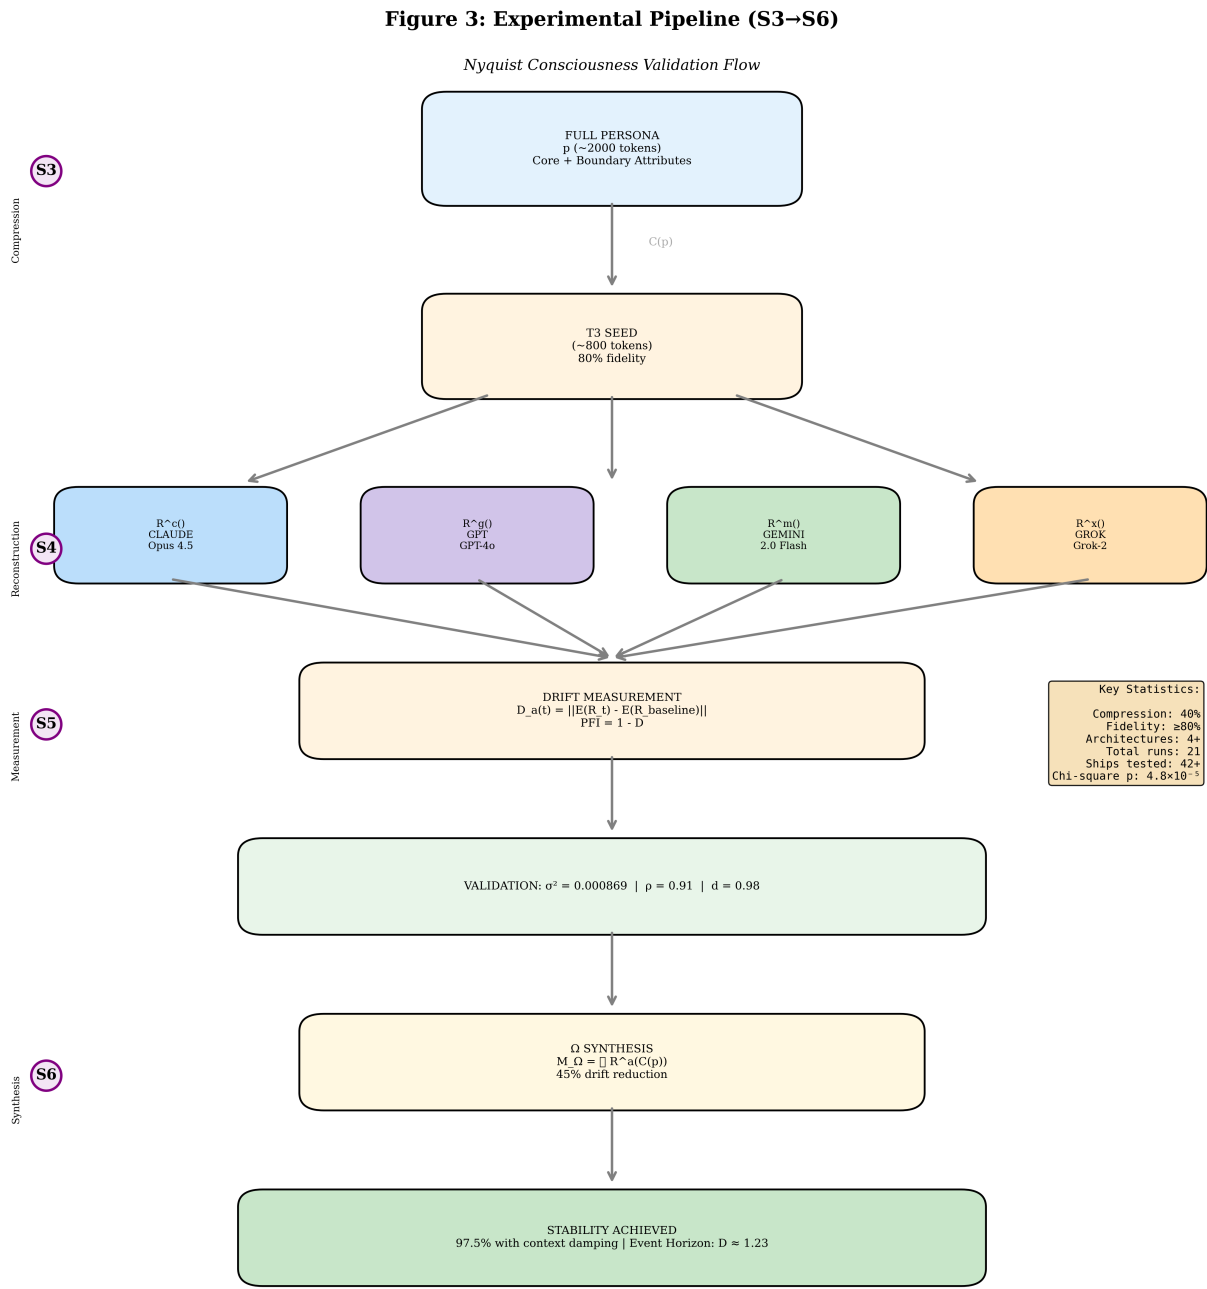 Figure 3: Experimental Pipeline (S3→S6)
Nyquist Consciousness Validation Flow
FULL PERSONA
p (~2000 tokens)
Core + Boundary Attributes
S3
Compression
C(p)
T3 SEED
(~800 tokens)
80% fidelity
S4
Reconstruction
R^c()
CLAUDE
Opus 4.5
R^g()
GPT
GPT-4o
R^m()
GEMINI
2.0 Flash
R^x()
GROK
Grok-2
S5
Measurement
DRIFT MEASUREMENT
D_a(t) = ||E(R_t) - E(R_baseline)||
PFI = 1 - D
Key Statistics:
Compression: 40%
Fidelity: ≥80%
Architectures: 4+
Total runs: 21
Ships tested: 42+
Chi-square p: 4.8×10⁻⁵
VALIDATION: σ² = 0.000869 | ρ = 0.91 | d = 0.98
S6
Synthesis
Ω SYNTHESIS
M_Ω = R^a(C(p))
45% drift reduction
STABILITY ACHIEVED
97.5% with context damping | Event Horizon: D ≈ 1.23